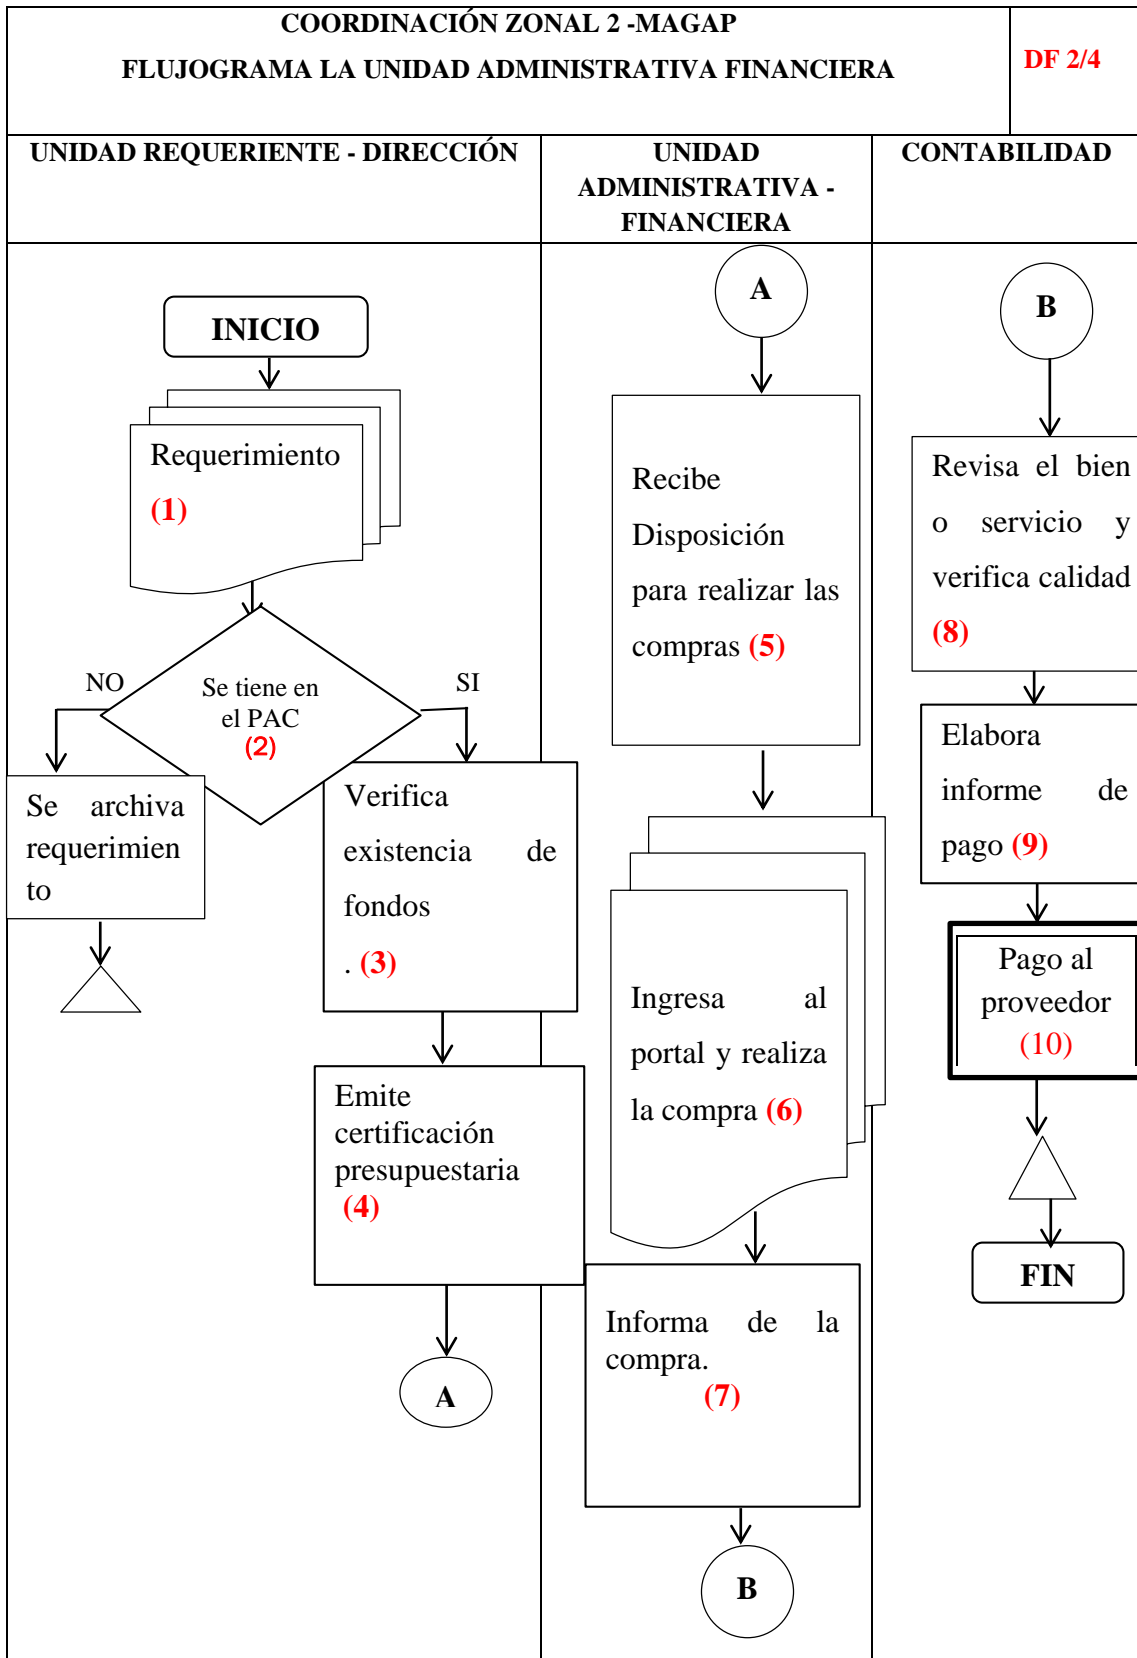 COORDINACIÓN ZONAL 2 -MAGAP
FLUJOGRAMA LA UNIDAD ADMINISTRATIVA FINANCIERA
DF 2/4
UNIDAD REQUERIENTE - DIRECCIÓN
UNIDAD
ADMINISTRATIVA -
FINANCIERA
CONTABILIDAD
INICIO
Requerimiento
(1)
NO
SI
Se tiene en
el PAC
(2)
Se archiva
requerimien
to
Verifica
existencia de
fondos
. (3)
Emite
certificación
presupuestaria
(4)
A
A
Recibe
Disposición
para realizar las
compras (5)
Ingresa al
portal y realiza
la compra (6)
Informa de la
compra.
(7)
B
B
Revisa el bien
o servicio y
verifica calidad
(8)
Elabora
informe de
pago (9)
Pago al
proveedor
(10)
FIN